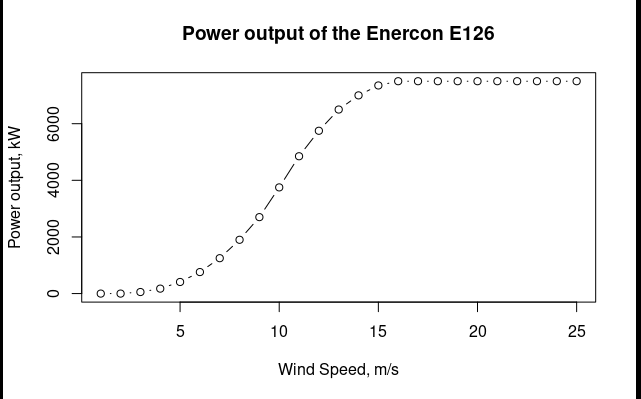 Power output of the Enercon E126
Power output, kW
6000
4000
2000
0
5 10 15 20 25
Wind Speed, m/s